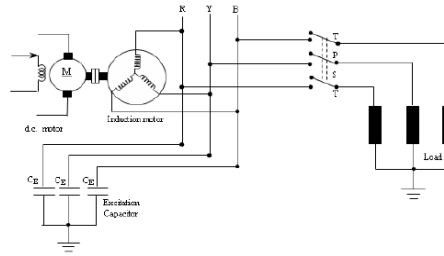 R Y B
T
P
S
T
M
d.c. motor
Induction motor
Load
CE CE CE
Excitation
Capacitor